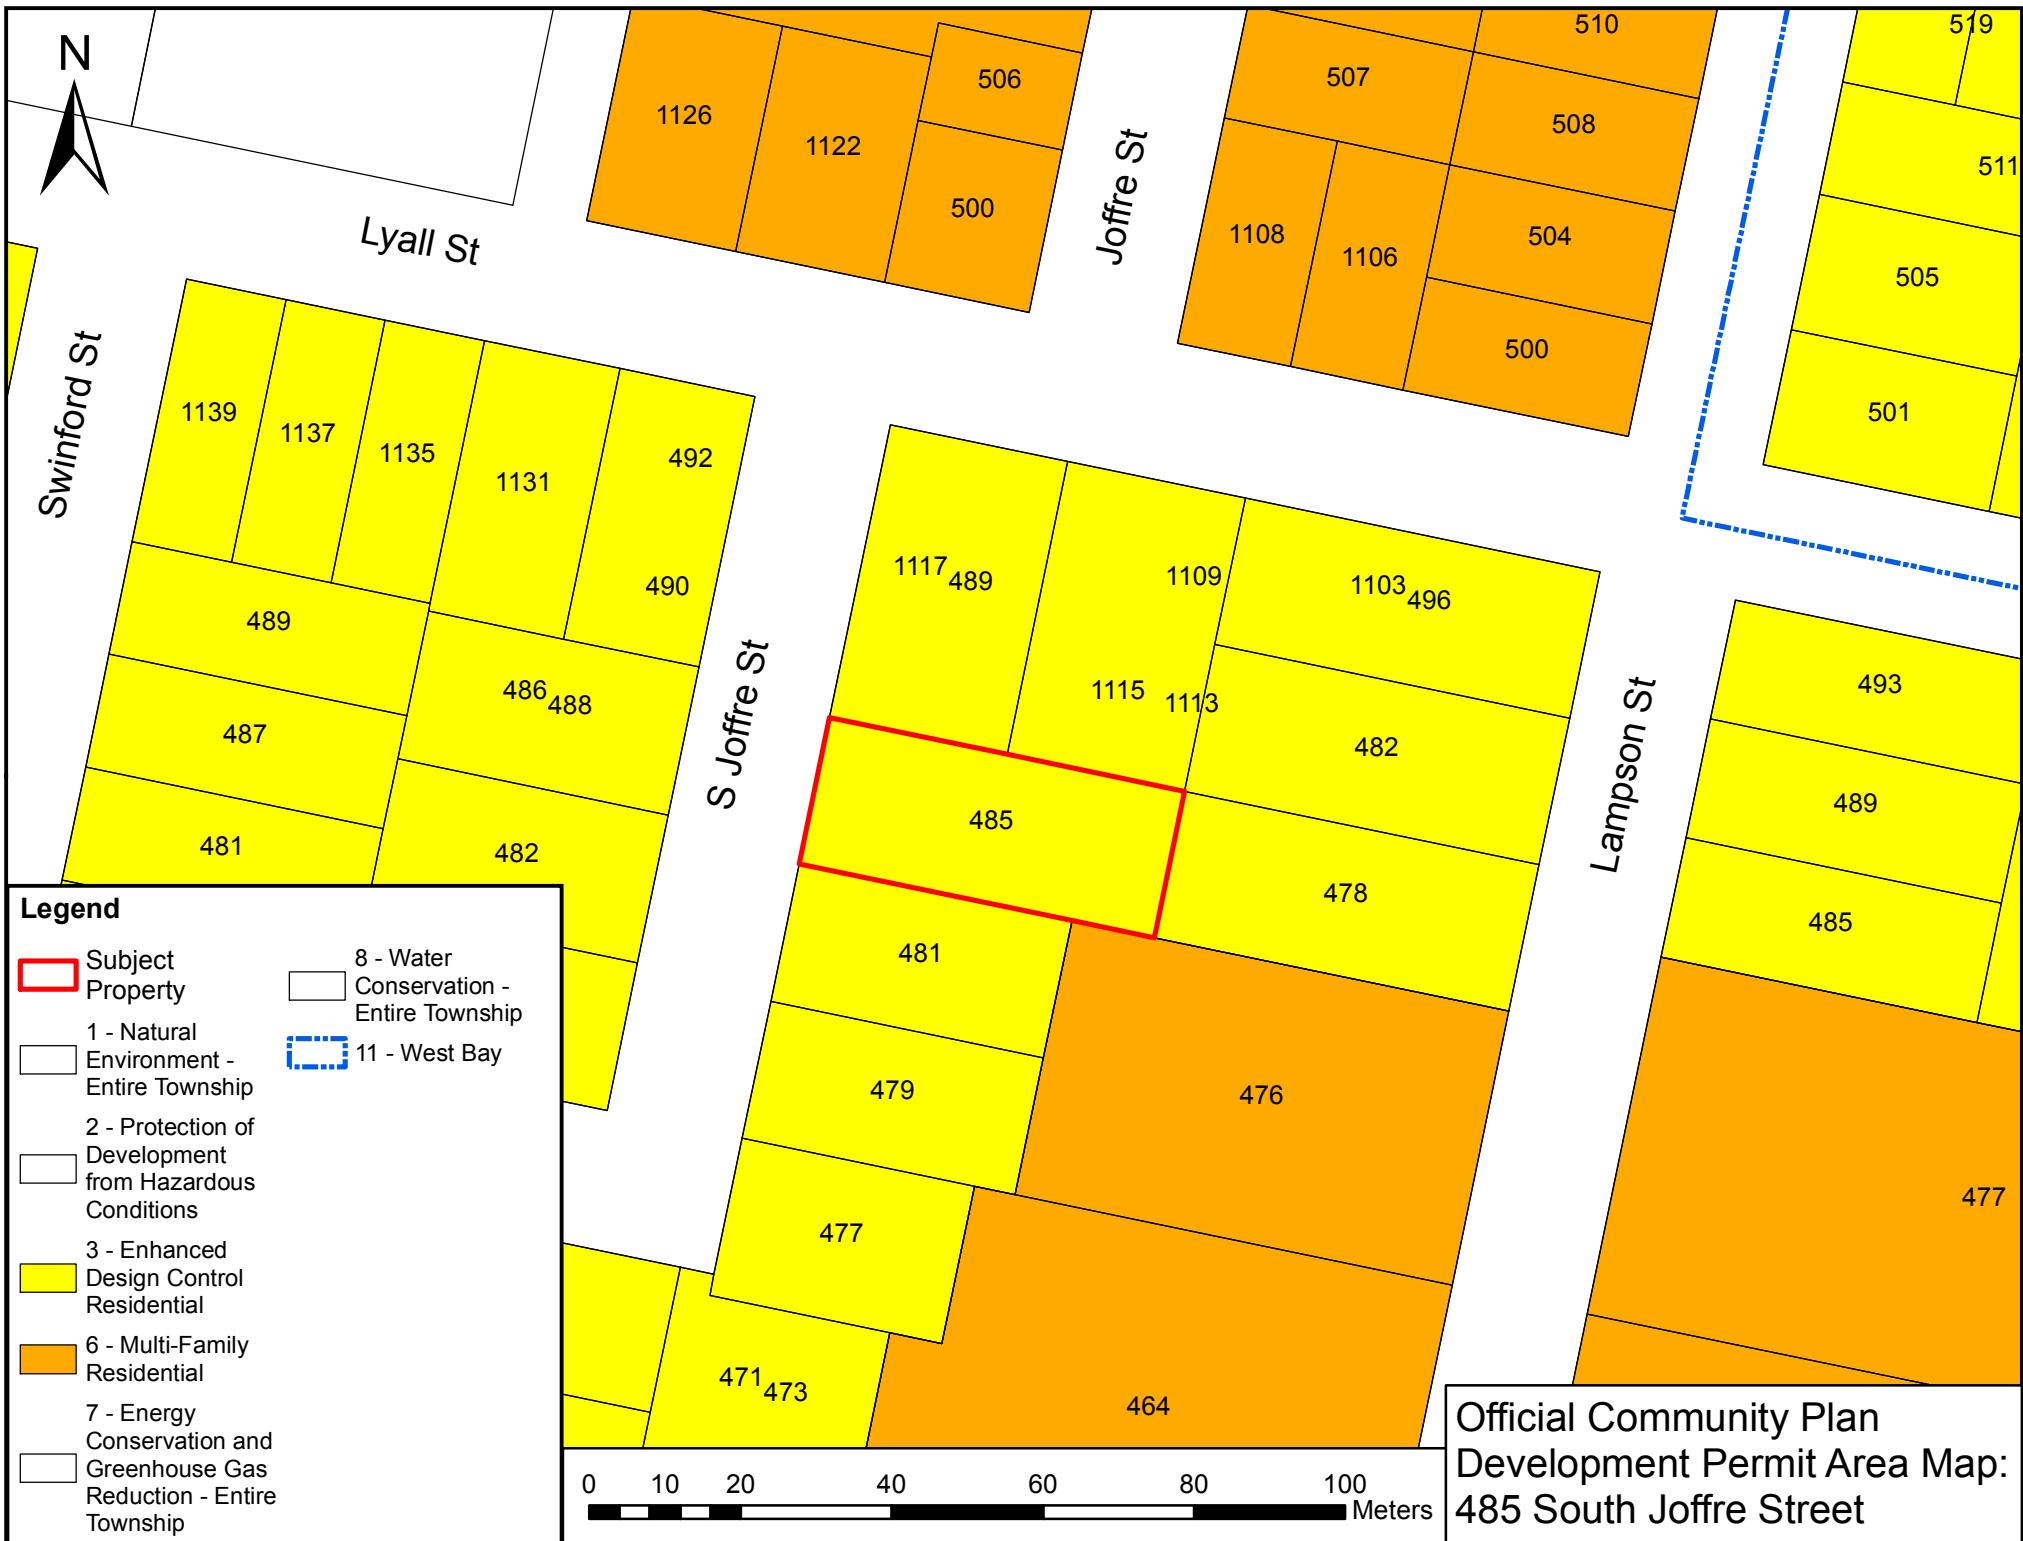 N
510
519
506
507
1126
508
1122
511
500
1108
504
1106
Joffre St
Lyall St
505
500
Swinford St
1139
1137
1135
1131
492
501
490
1117 489
1109
1103 496
489
486 488
1115
1113
493
487
482
S Joffre St
Lampson St
489
481
482
485
478
485
481
479
476
477
477
471 473
464
Legend
Subject
Property
1 - Natural
Environment -
Entire Township
2 - Protection of
Development
from Hazardous
Conditions
3 - Enhanced
Design Control
Residential
6 - Multi-Family
Residential
7 - Energy
Conservation and
Greenhouse Gas
Reduction - Entire
Township
8 - Water
Conservation -
Entire Township
11 - West Bay
0 10 20 40 60 80 100
Meters
Official Community Plan
Development Permit Area Map:
485 South Joffre Street